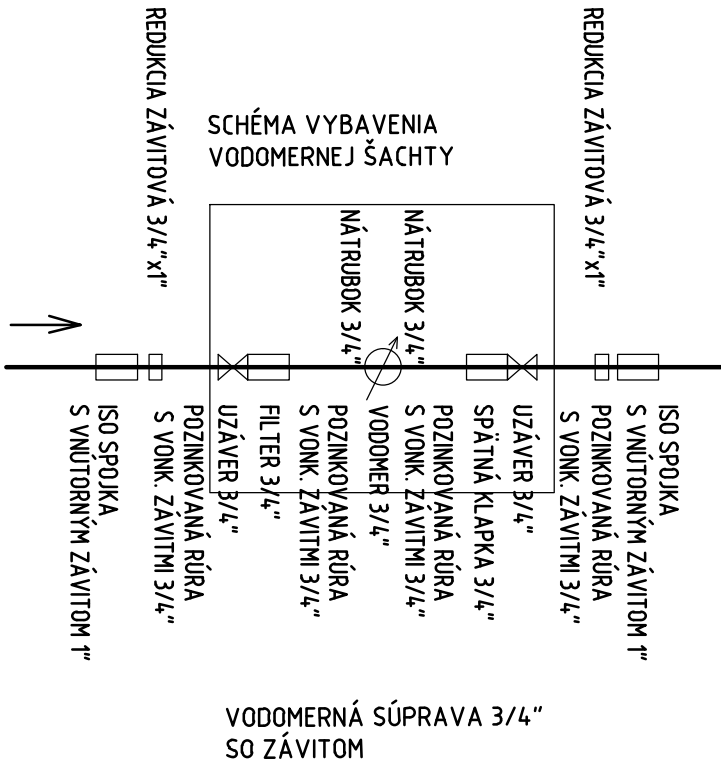 REDUKCIA ZÁVITOVÁ 3/4"x1"
SCHÉMA VYBAVENIA
VODOMERNEJ ŠACHTY
NÁTRUBOK 3/4"
NÁTRUBOK 3/4"
REDUKCIA ZÁVITOVÁ 3/4"x1"
ISO SPOJKA
S VNÚTORNÝM ZÁVITOM 1"
POZINKOVANÁ RÚRA
S VONK. ZÁVITMI 3/4"
UZÁVER 3/4"
FILTER 3/4"
POZINKOVANÁ RÚRA
S VONK. ZÁVITMI 3/4"
VODOMER 3/4"
POZINKOVANÁ RÚRA
S VONK. ZÁVITMI 3/4"
SPÄTNÁ KLAPKA 3/4"
UZÁVER 3/4"
POZINKOVANÁ RÚRA
S VONK. ZÁVITMI 3/4"
ISO SPOJKA
S VNÚTORNÝM ZÁVITOM 1"
VODOMERNÁ SÚPRAVA 3/4"
SO ZÁVITOM